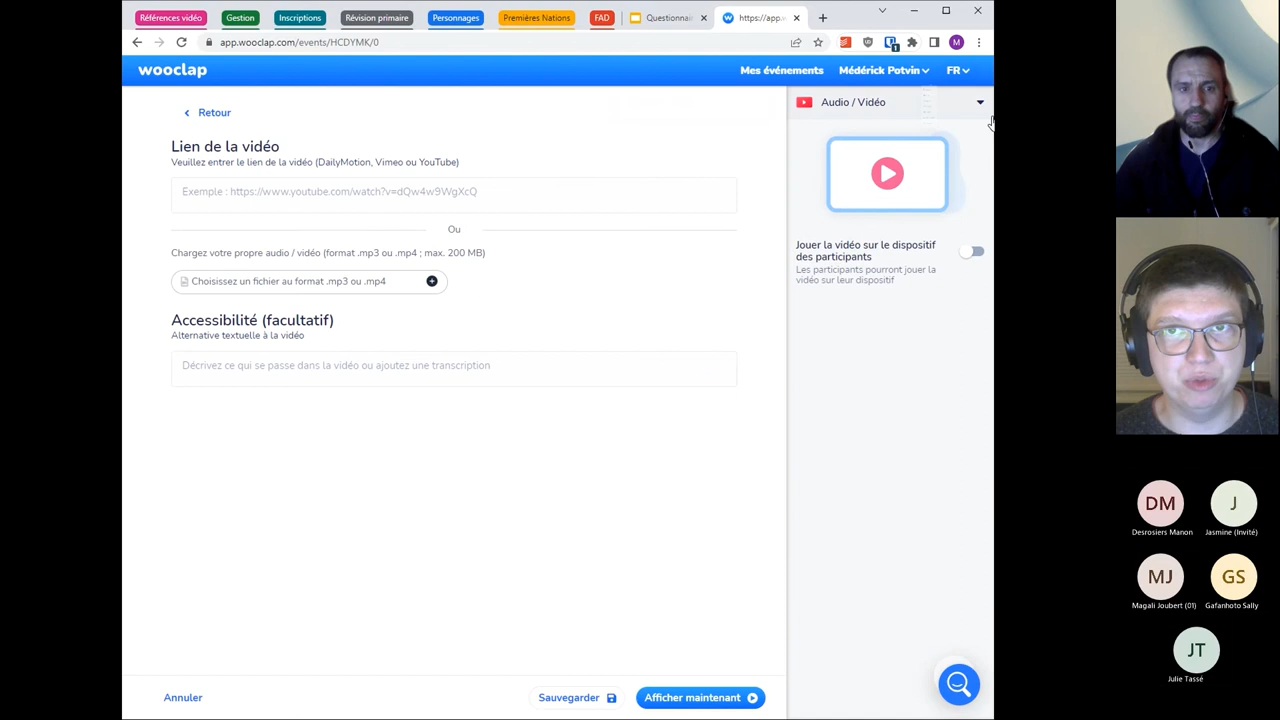 Références vidéo
Gestion
Inscriptions
Révision primaire
Personnages
Premières Nations
FAD
Questionnai
https://app.w
app.wooclap.com/events/HCDYMK/0
M
wooclap
Mes événements
Médérick Potvin
FR
Retour
Audio / Vidéo
Lien de la vidéo
Veuillez entrer le lien de la vidéo (DailyMotion, Vimeo ou YouTube)
Exemple : https://www.youtube.com/watch?v=dQw4w9WgXcQ
Ou
Chargez votre propre audio / vidéo (format .mp3 ou .mp4 ; max. 200 MB)
Choisissez un fichier au format .mp3 ou .mp4
Accessibilité (facultatif)
Alternative textuelle à la vidéo
Décrivez ce qui se passe dans la vidéo ou ajoutez une transcription
Jouer la vidéo sur le dispositif
des participants
Les participants pourront jouer la
vidéo sur leur dispositif
Annuler
Sauvegarder
Afficher maintenant
DM
Desrosiers Manon
J
Jasmine (Invité)
MJ
Magali Joubert (01)
GS
Gafanhoto Sally
JT
Julie Tassé